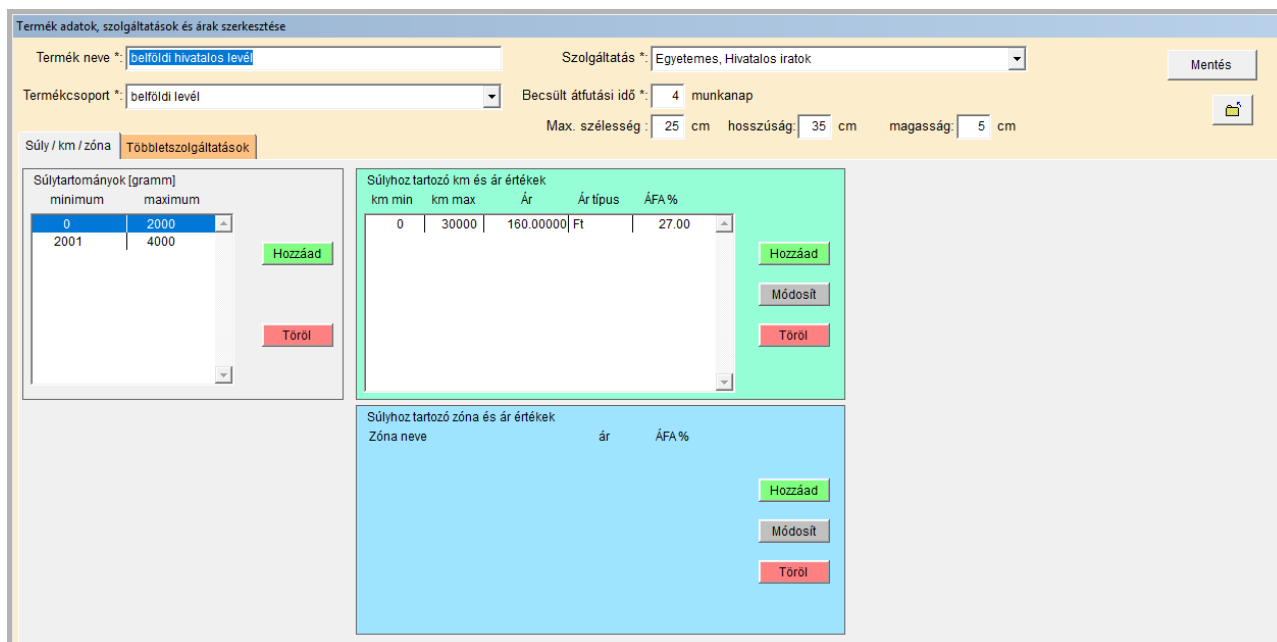 Termék adatok, szolgáltatások és árak szerkesztése
Termék neve *: belföldi hivatalos levél Szolgáltatás *: Egyetemes, Hivatalos iratok Mentés
Termékcsoport *: belföldi levél Becsült átfutási idő *: 4 munkanap
Max. szélesség : 25 cm hosszúság: 35 cm magasság: 5 cm
Súly / km / zóna Többletszolgáltatások
Súlytartományok [gramm] Súlyhoz tartozó km és ár értékek
minimum maximum km min km max Ár Ár típus ÁFA %
0 2000 0 30000 160.00000 Ft 27.00
2001 4000
Hozzáad Hozzáad
Módosít
Töröl Töröl
Súlyhoz tartozó zóna és ár értékek
Zóna neve ár ÁFA %
Hozzáad
Módosít
Töröl